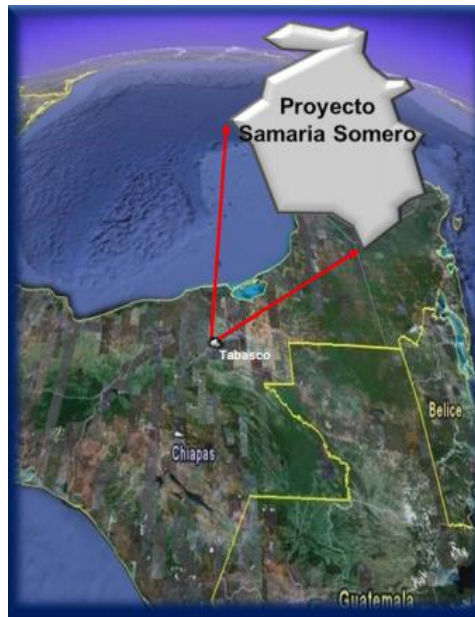 Proyecto
Samaria Somero
Tabasco
Belice
Chiapas
Guatemala